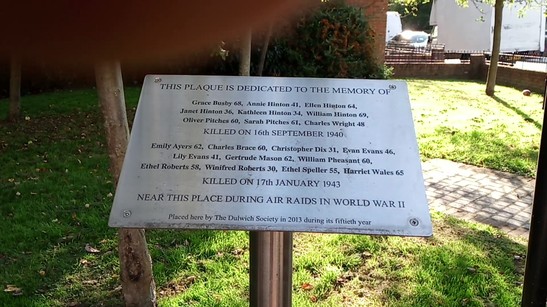 THIS PLAQUE IS DEDICATED TO THE MEMORY OF
Grace Buxby 68, Annie Hinton 41, Ellen Hinton 64,
Janet Hinton 36, Kathleen Hinton 34, William Hinton 69,
Oliver Pitches 60, Sarah Pitches 61, Charles Wright 48
KILLED ON 16th SEPTEMBER 1940
Emily Ayers 62, Charles Brace 60, Christopher Dix 31, Evan Evans 46,
Lily Evans 41, Gertrude Mason 62, William Pheasant 60,
Ethel Roberts 58, Winifred Roberts 30, Ethel Speller 55, Harriet Wales 65
KILLED ON 17th JANUARY 1943
NEAR THIS PLACE DURING AIR RAIDS IN WORLD WAR II
Placed here by The Dulwich Society in 2013 during its fiftieth year